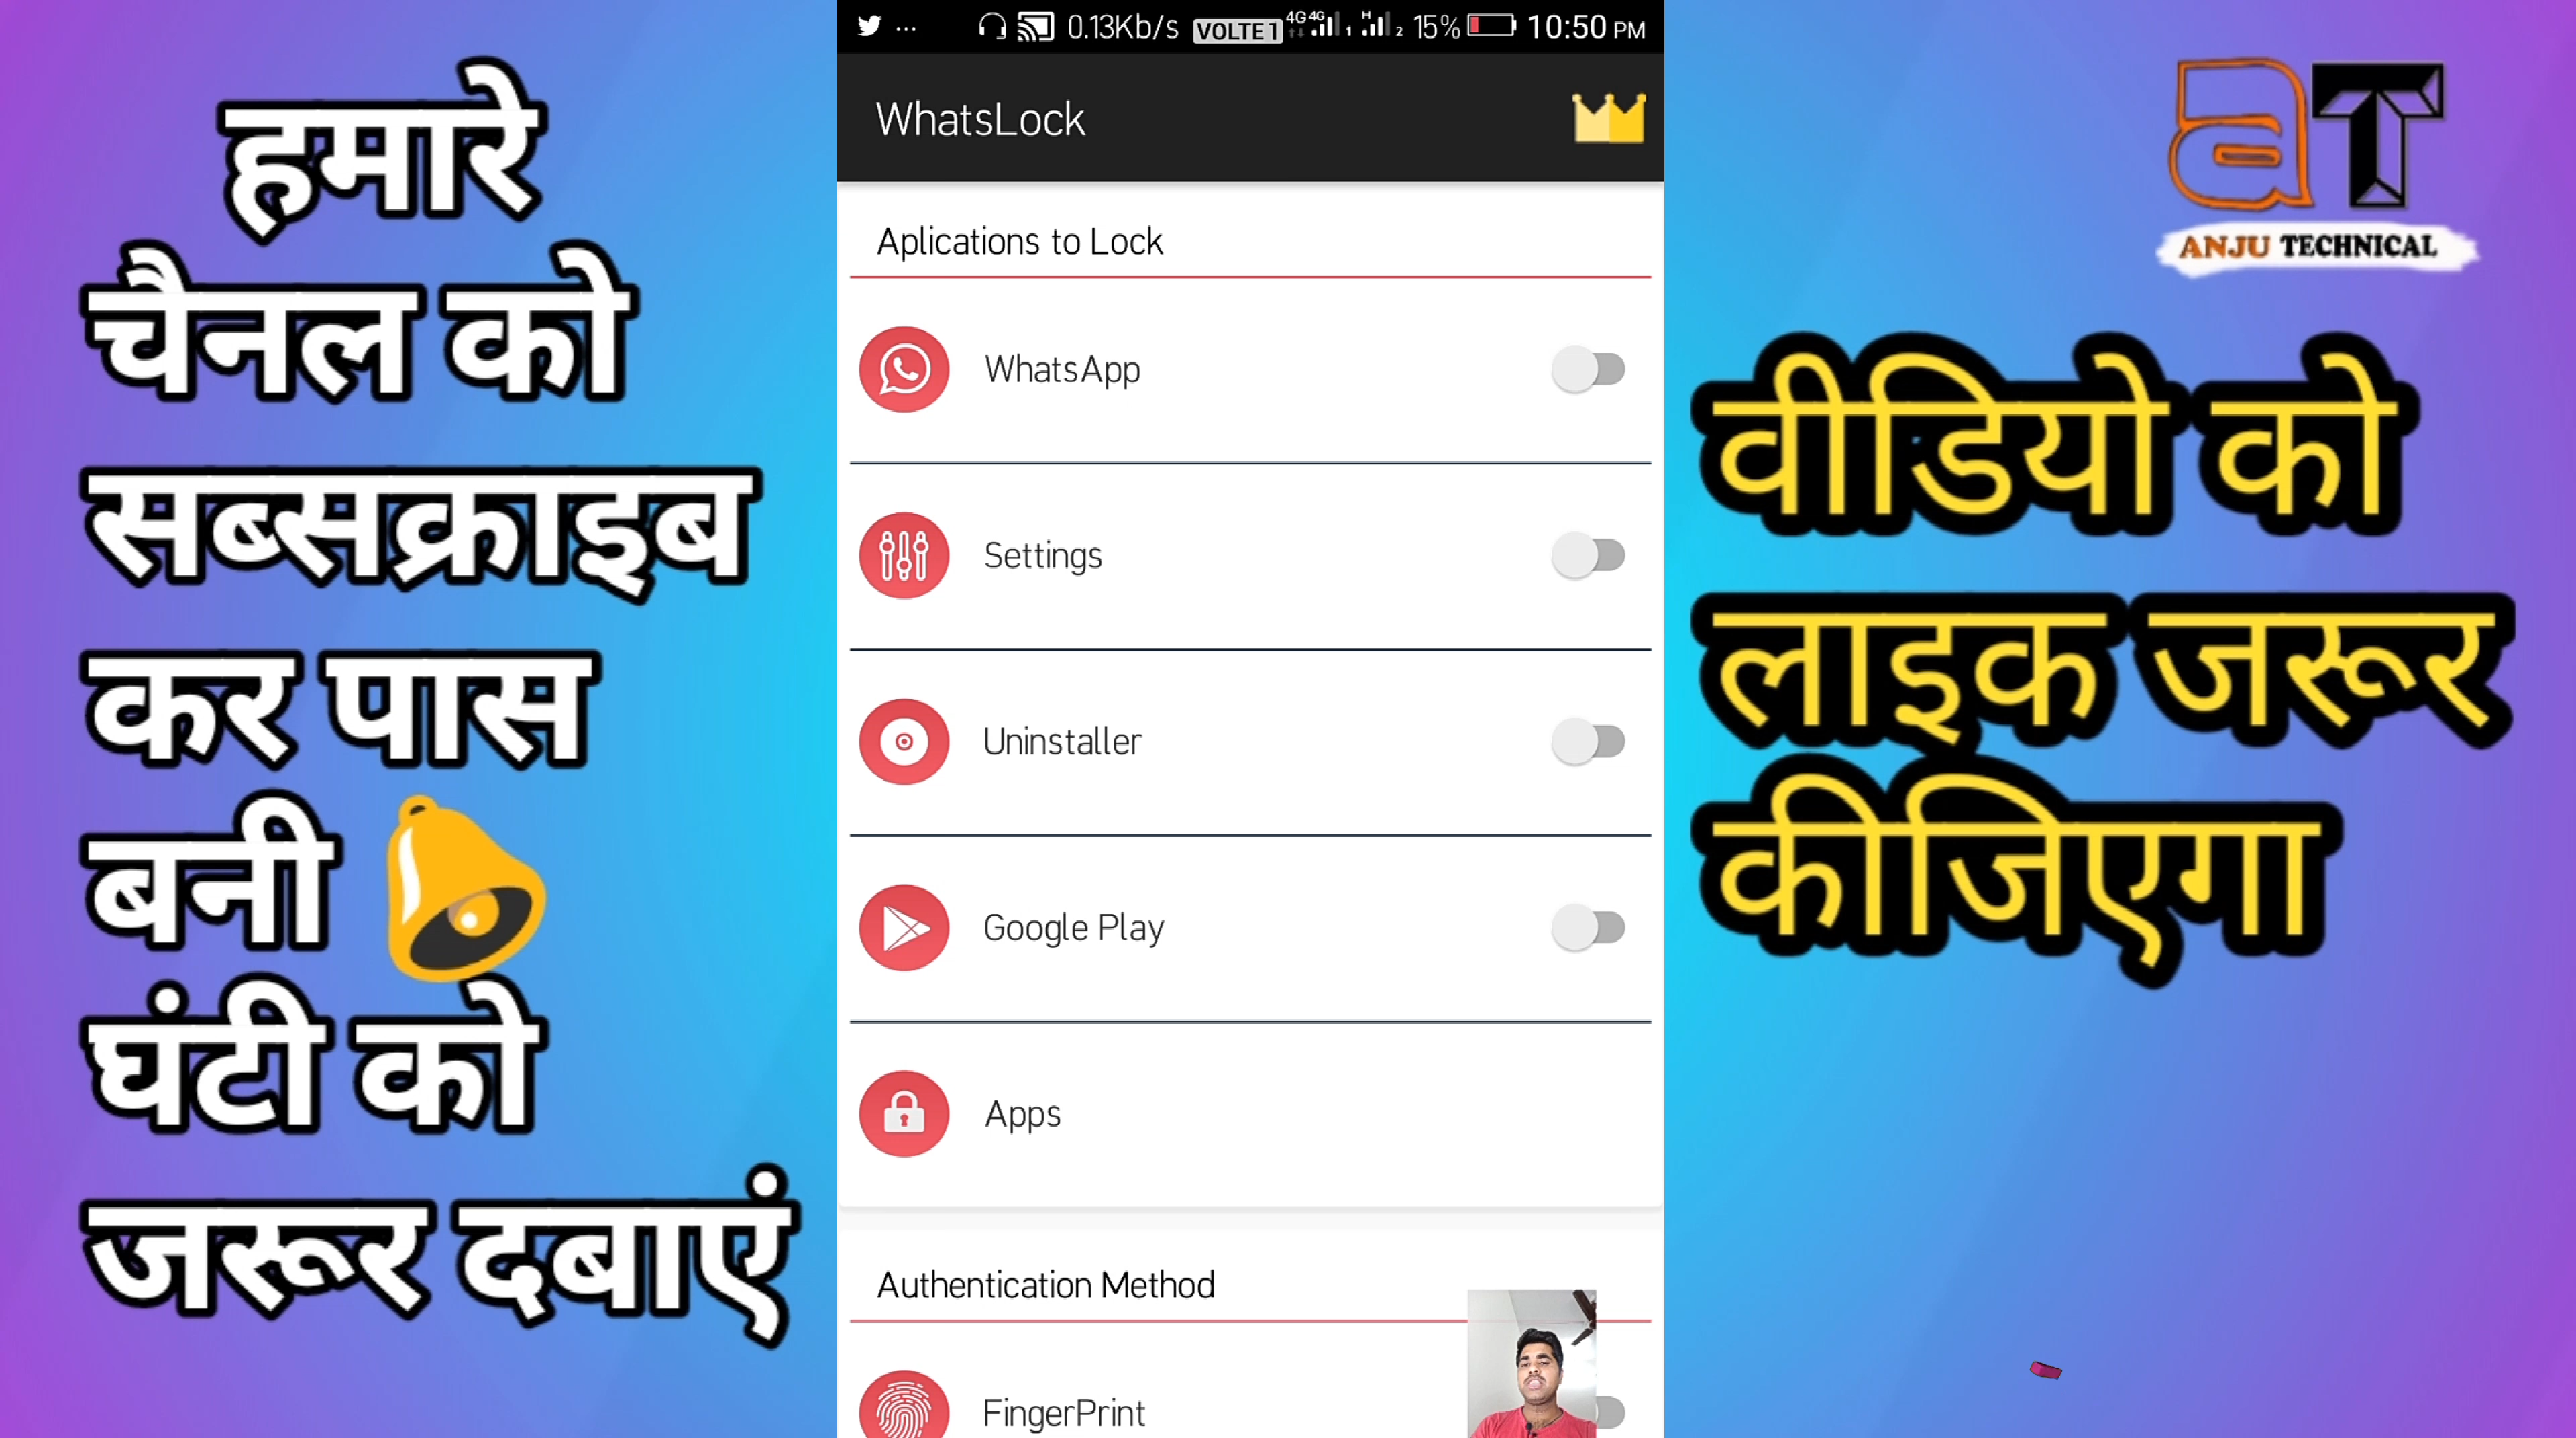 हमारे
चैनल को
सब्सक्राइब
कर पास
बनी
घंटी को
जरूर दबाएं
... 0.13Kb/s VOLTE 1 4G 4G 1 H 2 15% 10:50 PM
WhatsLock
Aplications to Lock
WhatsApp
Settings
Uninstaller
Google Play
Apps
Authentication Method
FingerPrint
aT
ANJU TECHNICAL
वीडियो को
लाइक जरूर
कीजिएगा